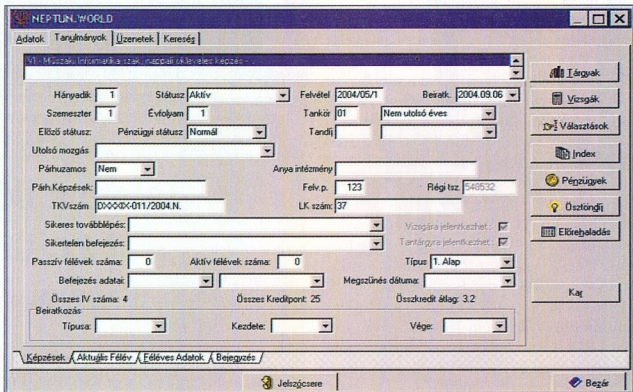 NEPTUN.WORLD
Adatok Tanulmányok Üzenetek Keresés
V1 - Műszaki Informatika szak, nappali okleveles képzés -
Hányadik 1 Státusz Aktív Felvétel 2004/05/1 Beiratk. 2004.09.06
Szemeszter 1 Évfolyam 1 Tankör 01 Nem utolsó éves
Előző státusz: Pénzügyi státusz Normál Tandíj
Utolsó mozgás
Párhuzamos Nem Anya intézmény
Párh.Képzések: Felv.p. 123 Régi tsz. 548532
TKVszám LK szám: 37
Sikeres továbblépés: Vizsgára jelentkezhet :
Sikertelen befejezés: Tantárgyra jelentkezhet :
Passzív félévek száma: 0 Aktív félévek száma: 0 Típus 1. Alap
Befejezés adatai: Megszűnés dátuma:
Összes IV száma: 4 Összes Kreditpont: 25 Összkredit átlag: 3.2
Beiratkozás
Típusa: Kezdete: Vége:
Képzések Aktuális Félév Féléves Adatok Bejegyzés
Tárgyak
Vizsgák
Választások
Index
Pénzügyek
Ösztöndíj
Előrehaladás
Kar
Jelszócsere Bezár